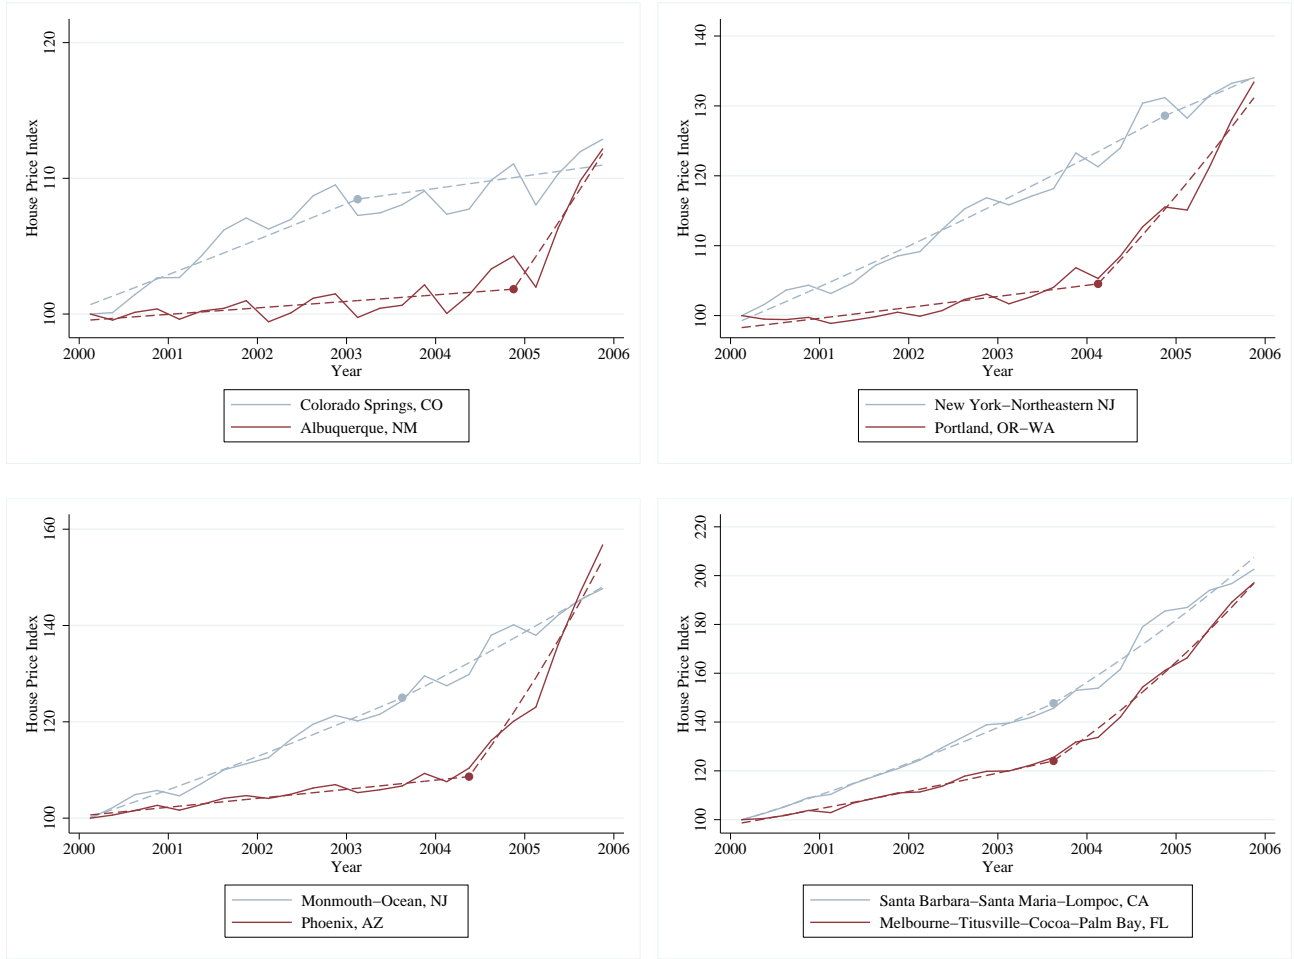 House Price Index
120
110
100
2000 2001 2002 2003 2004 2005 2006
Year
Colorado Springs, CO
Albuquerque, NM
House Price Index
140
130
120
110
100
2000 2001 2002 2003 2004 2005 2006
Year
New York−Northeastern NJ
Portland, OR−WA
House Price Index
160
140
120
100
2000 2001 2002 2003 2004 2005 2006
Year
Monmouth−Ocean, NJ
Phoenix, AZ
House Price Index
220
200
180
160
140
120
100
2000 2001 2002 2003 2004 2005 2006
Year
Santa Barbara−Santa Maria−Lompoc, CA
Melbourne−Titusville−Cocoa−Palm Bay, FL